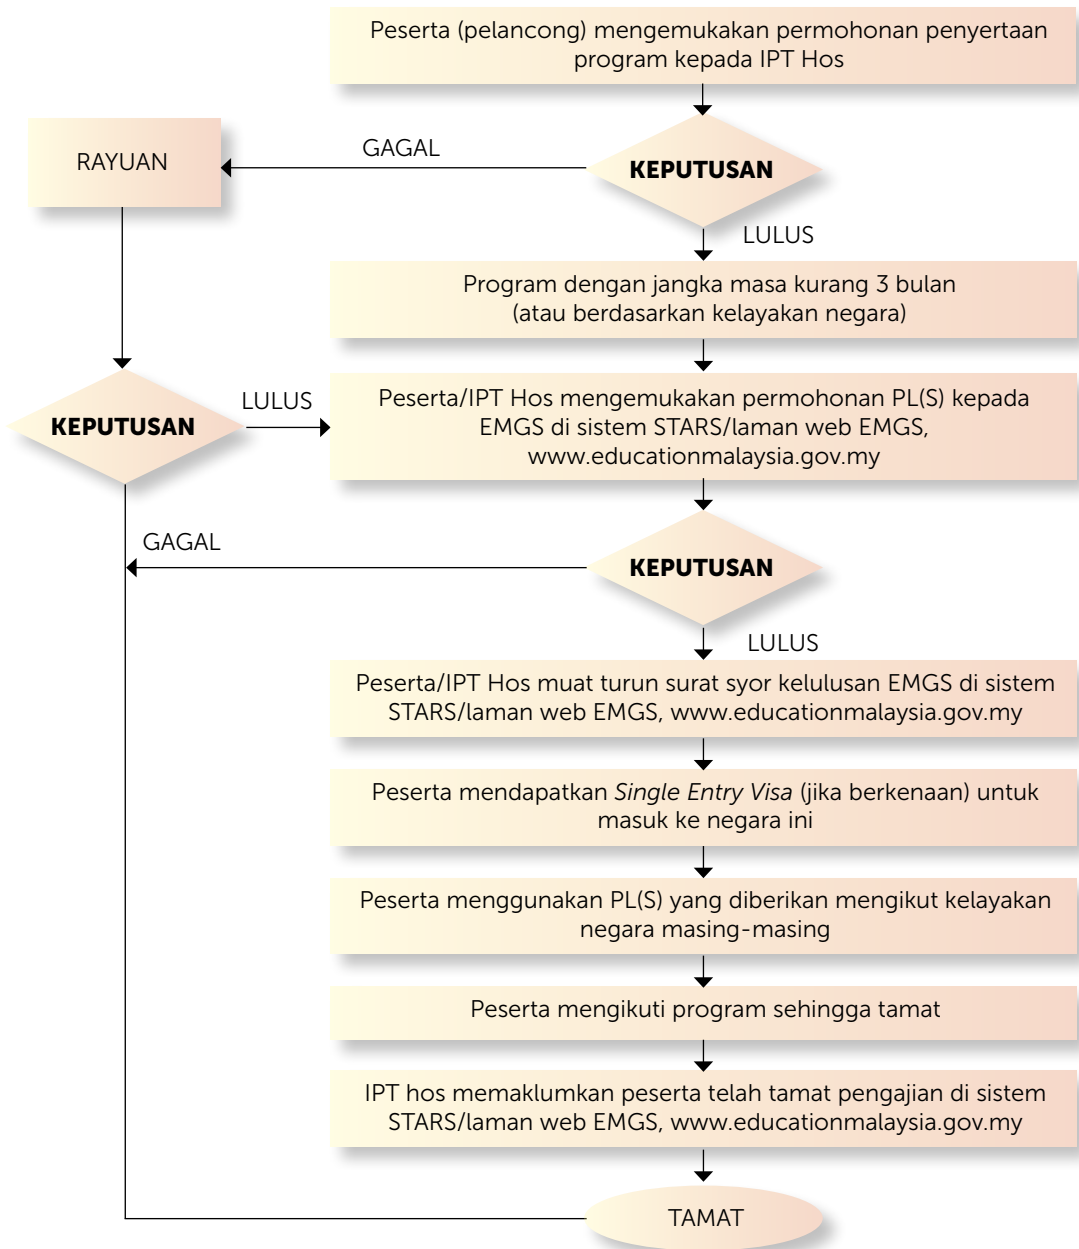 Peserta (pelancong) mengemukakan permohonan penyertaan
program kepada IPT Hos
RAYUAN
GAGAL
KEPUTUSAN
LULUS
Program dengan jangka masa kurang 3 bulan
(atau berdasarkan kelayakan negara)
KEPUTUSAN
LULUS
Peserta/IPT Hos mengemukakan permohonan PL(S) kepada
EMGS di sistem STARS/laman web EMGS,
www.educationmalaysia.gov.my
GAGAL
KEPUTUSAN
LULUS
Peserta/IPT Hos muat turun surat syor kelulusan EMGS di sistem
STARS/laman web EMGS, www.educationmalaysia.gov.my
Peserta mendapatkan Single Entry Visa (jika berkenaan) untuk
masuk ke negara ini
Peserta menggunakan PL(S) yang diberikan mengikut kelayakan
negara masing-masing
Peserta mengikuti program sehingga tamat
IPT hos memaklumkan peserta telah tamat pengajian di sistem
STARS/laman web EMGS, www.educationmalaysia.gov.my
TAMAT